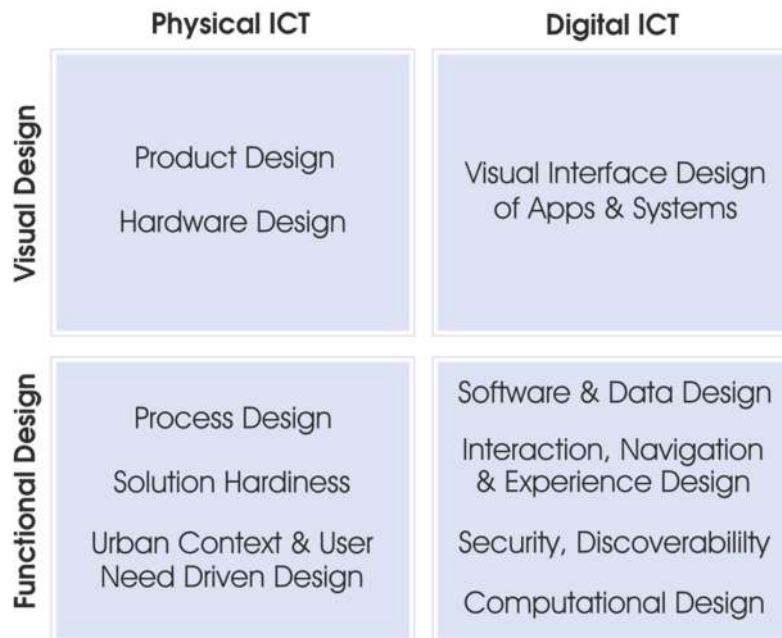 Physical ICT
Digital ICT
Visual Design
Product Design
Hardware Design
Visual Interface Design
of Apps & Systems
Functional Design
Process Design
Solution Hardiness
Urban Context & User
Need Driven Design
Software & Data Design
Interaction, Navigation
& Experience Design
Security, Discoverabililty
Computational Design